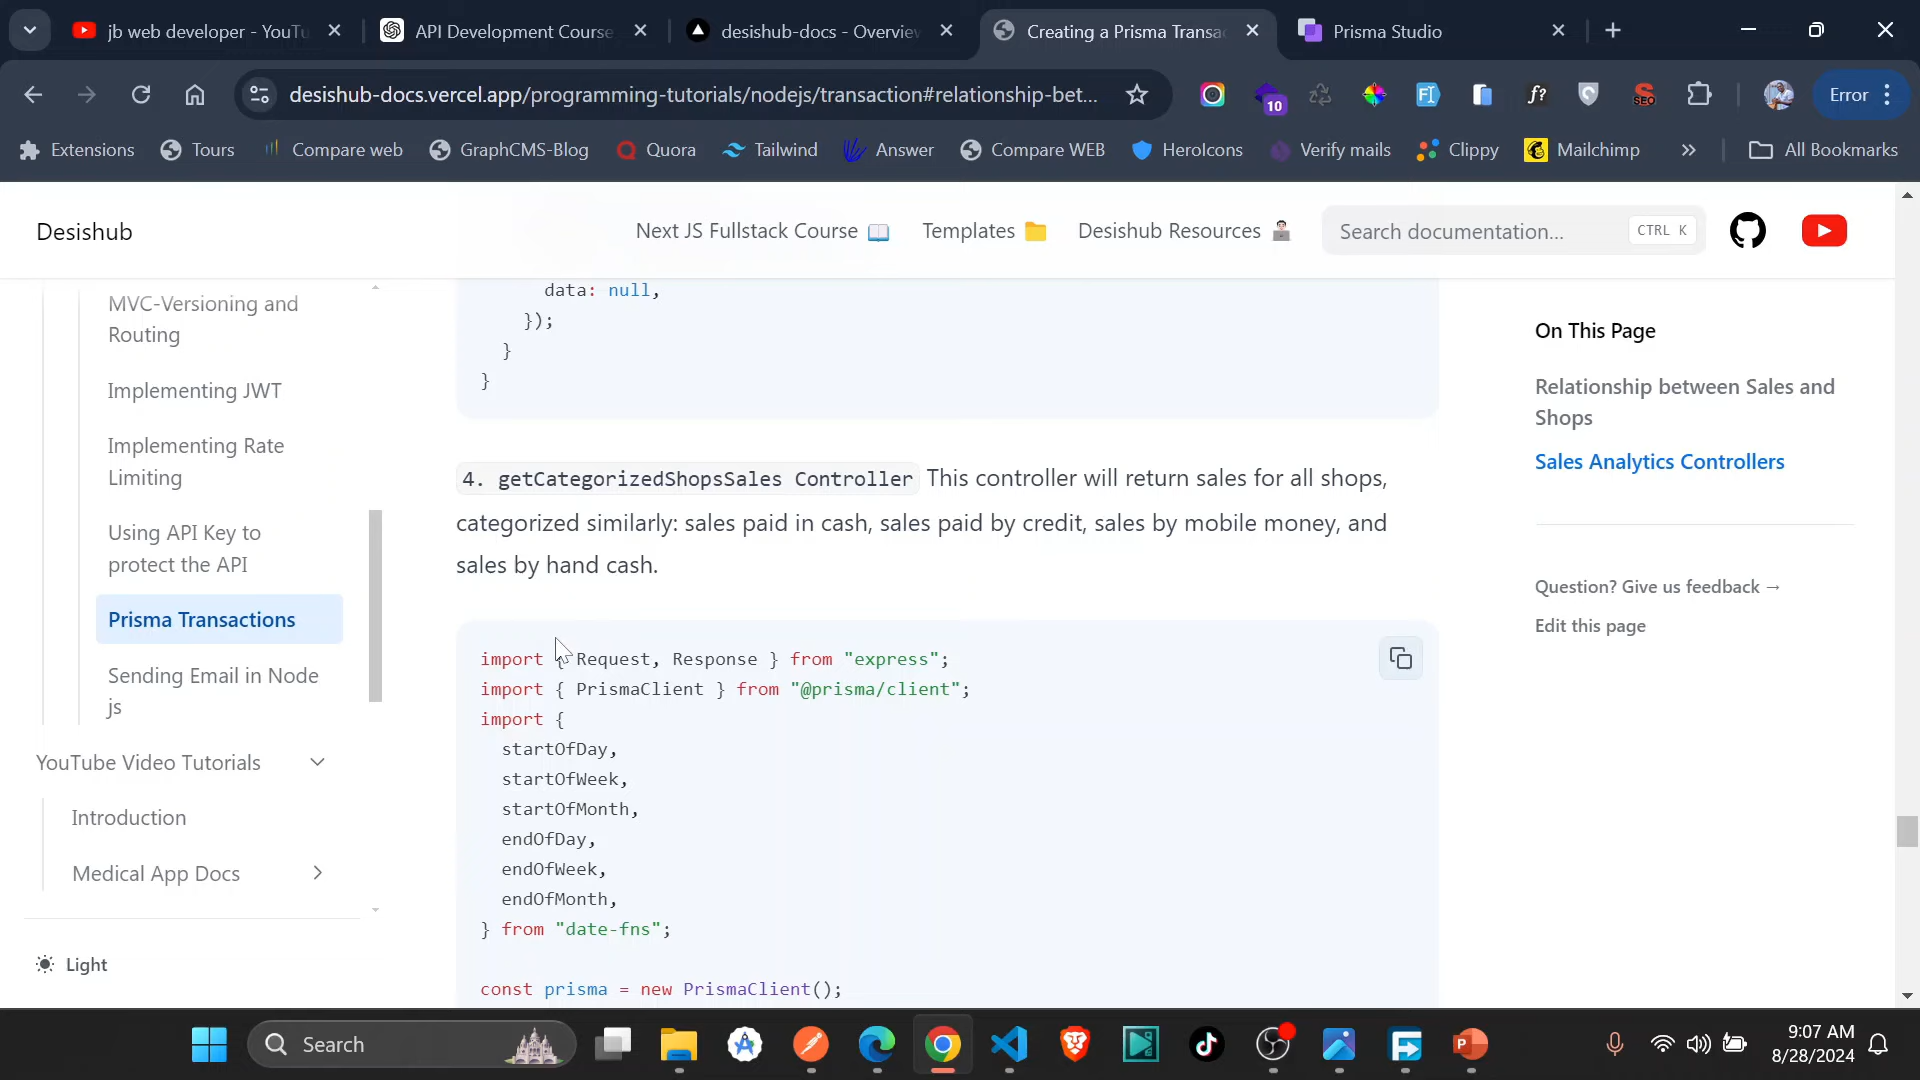 jb web developer - YouTu
API Development Course
desishub-docs - Overview
Creating a Prisma Transac
Prisma Studio
desishub-docs.vercel.app/programming-tutorials/nodejs/transaction#relationship-bet...
10
f?
SEO
Error
Extensions
Tours
Compare web
GraphCMS-Blog
Quora
Tailwind
Answer
Compare WEB
HeroIcons
Verify mails
Clippy
Mailchimp
»
All Bookmarks
Desishub
Next JS Fullstack Course
Templates
Desishub Resources
Search documentation...
CTRL K
MVC-Versioning and
Routing
Implementing JWT
Implementing Rate
Limiting
Using API Key to
protect the API
Prisma Transactions
Sending Email in Node
js
YouTube Video Tutorials
Introduction
Medical App Docs
Light
data: null,
});
}
}
4. getCategorizedShopsSales Controller This controller will return sales for all shops,
categorized similarly: sales paid in cash, sales paid by credit, sales by mobile money, and
sales by hand cash.
import { Request, Response } from "express";
import { PrismaClient } from "@prisma/client";
import {
startOfDay,
startOfWeek,
startOfMonth,
endOfDay,
endOfWeek,
endOfMonth,
} from "date-fns";
const prisma = new PrismaClient();
On This Page
Relationship between Sales and
Shops
Sales Analytics Controllers
Question? Give us feedback →
Edit this page
Search
9:07 AM
8/28/2024